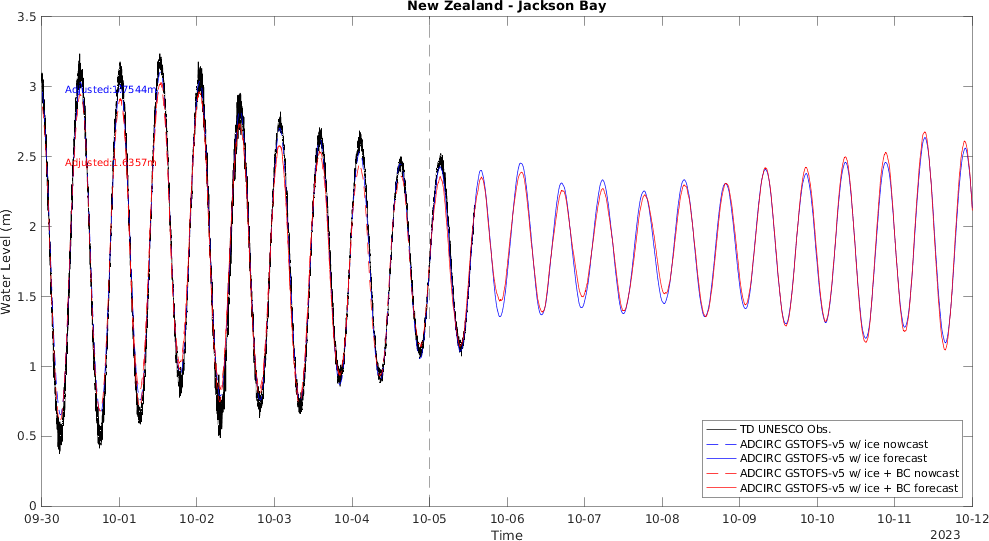 New Zealand - Jackson Bay
3.5
3
2.5
2
1.5
1
0.5
0
Water Level (m)
Adjusted:1.7544m
Adjusted:1.6357m
TD UNESCO Obs.
ADCIRC GSTOFS-v5 w/ ice nowcast
ADCIRC GSTOFS-v5 w/ ice forecast
ADCIRC GSTOFS-v5 w/ ice + BC nowcast
ADCIRC GSTOFS-v5 w/ ice + BC forecast
09-30 10-01 10-02 10-03 10-04 10-05 10-06 10-07 10-08 10-09 10-10 10-11 10-12
Time
2023